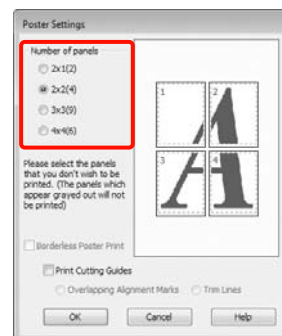 Poster Settings
Number of panels
2x1(2)
2x2(4)
3x3(9)
4x4(6)
1
2
3
4
Please select the panels
that you don't wish to be
printed. (The panels which
appear grayed out will not
be printed)
Borderless Poster Print
Print Cutting Guides
Overlapping Alignment Marks
Trim Lines
OK
Cancel
Help